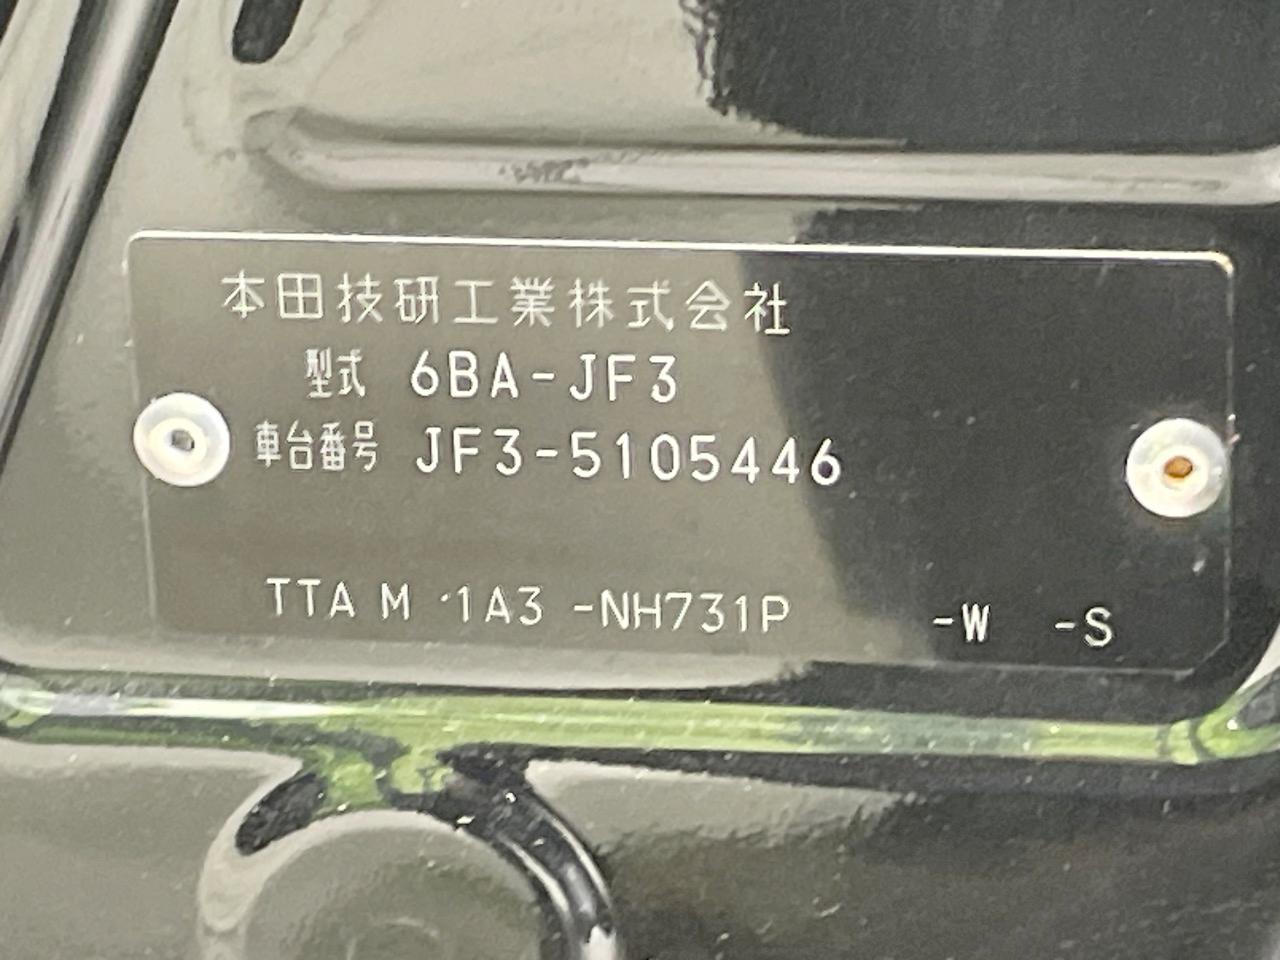 本田技研工業株式会社
型式 6BA-JF3
車台番号 JF3-5105446
TTA M 1A3 -NH731P -W -S